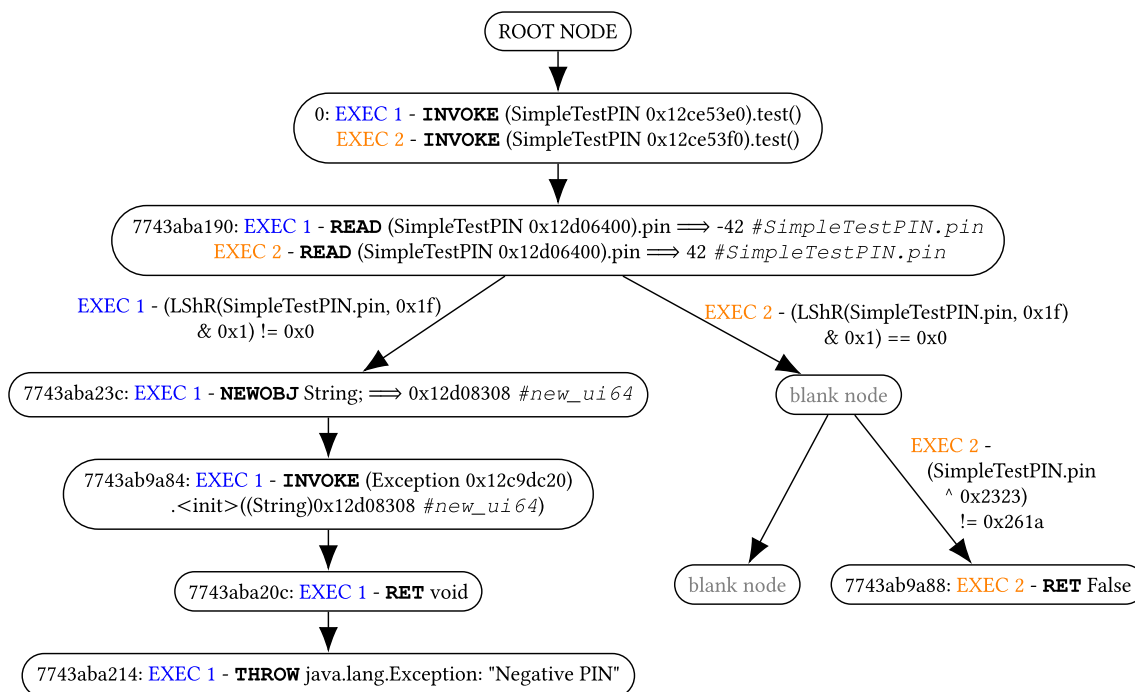 ROOT NODE
0: EXEC 1 - INVOKE (SimpleTestPIN 0x12ce53e0).test()
EXEC 2 - INVOKE (SimpleTestPIN 0x12ce53f0).test()
7743aba190: EXEC 1 - READ (SimpleTestPIN 0x12d06400).pin ⟹ -42 #SimpleTestPIN.pin
EXEC 2 - READ (SimpleTestPIN 0x12d06400).pin ⟹ 42 #SimpleTestPIN.pin
EXEC 1 - (LShR(SimpleTestPIN.pin, 0x1f)
& 0x1) != 0x0
EXEC 2 - (LShR(SimpleTestPIN.pin, 0x1f)
& 0x1) == 0x0
7743aba23c: EXEC 1 - NEWOBJ String; ⟹ 0x12d08308 #new_ui64
blank node
7743ab9a84: EXEC 1 - INVOKE (Exception 0x12c9dc20)
.<init>((String)0x12d08308 #new_ui64)
EXEC 2 -
(SimpleTestPIN.pin
^ 0x2323)
!= 0x261a
7743aba20c: EXEC 1 - RET void
blank node
7743ab9a88: EXEC 2 - RET False
7743aba214: EXEC 1 - THROW java.lang.Exception: "Negative PIN"